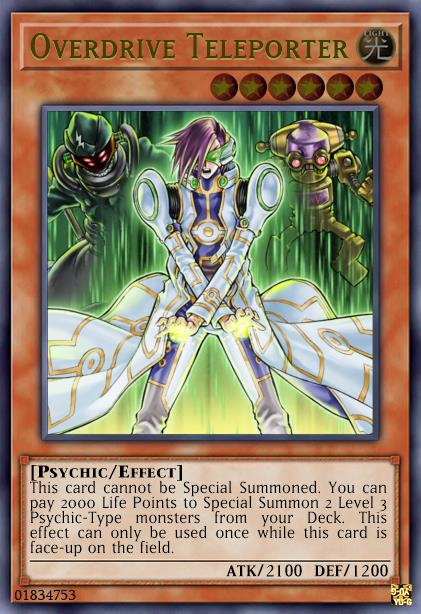 OVERDRIVE TELEPORTER
LIGHT
光
[PSYCHIC/EFFECT]
This card cannot be Special Summoned. You can
pay 2000 Life Points to Special Summon 2 Level 3
Psychic-Type monsters from your Deck. This
effect can only be used once while this card is
face-up on the field.
ATK/2100 DEF/1200
01834753